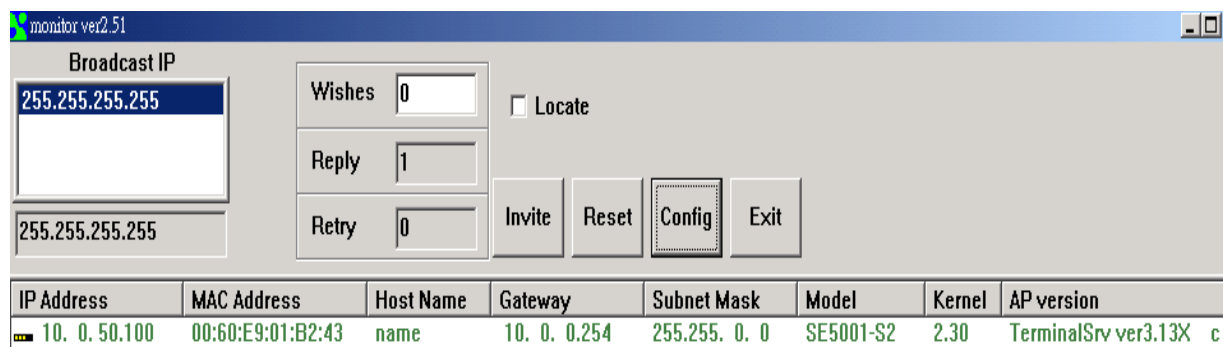 monitor ver2.51
Broadcast IP
255.255.255.255
255.255.255.255
Wishes 0
Reply 1
Retry 0
Locate
Invite Reset Config Exit
IP Address MAC Address Host Name Gateway Subnet Mask Model Kernel AP version
10. 0. 50.100 00:60:E9:01:B2:43 name 10. 0. 0.254 255.255. 0. 0 SE5001-S2 2.30 TerminalSrv ver3.13X c